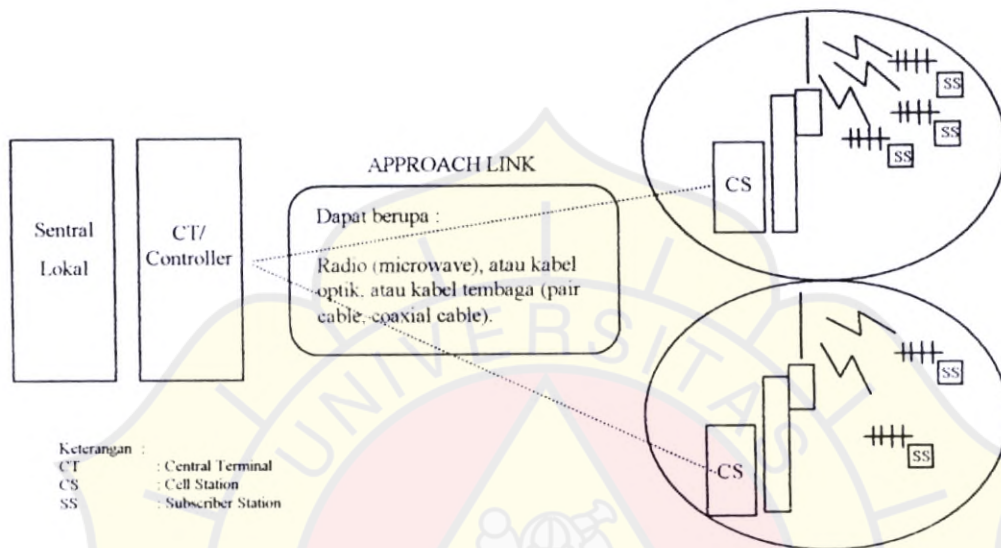 APPROACH LINK
Sentral
Lokal
CT/
Controller
Dapat berupa :
Radio (microwave), atau kabel
optik. atau kabel tembaga (pair
cable, coaxial cable).
CS
SS
SS
SS
CS
SS
SS
Keterangan :
CT : Central Terminal
CS : Cell Station
SS : Subscriber Station
UNIVERSITAS